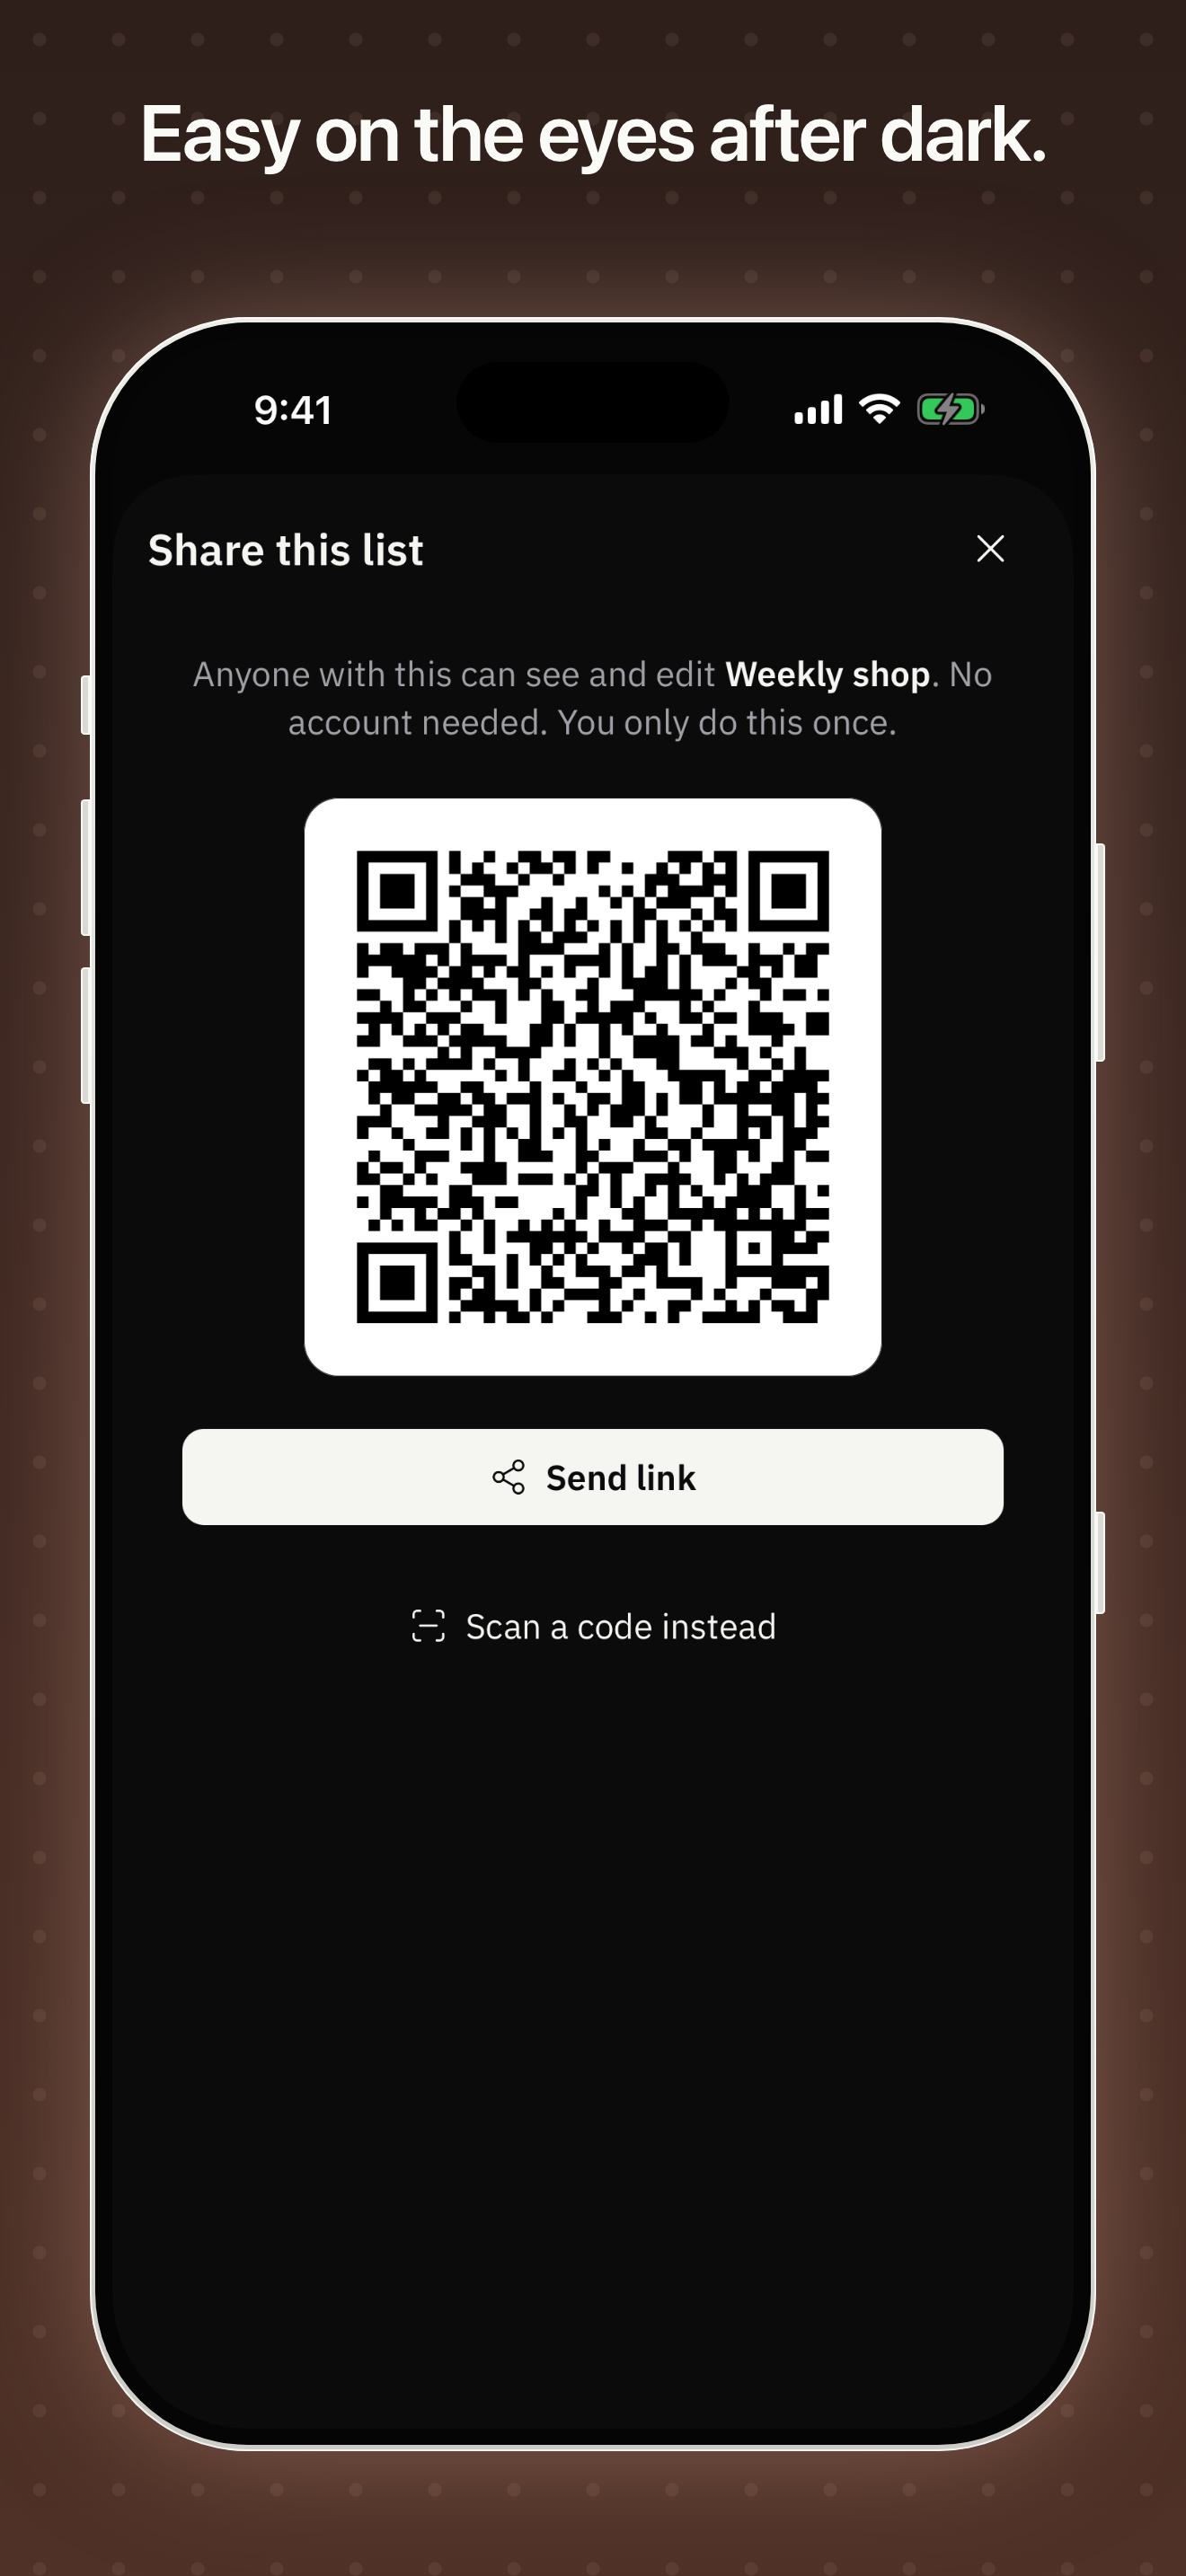 Easy on the eyes after dark.
9:41
Share this list
Anyone with this can see and edit Weekly shop. No
account needed. You only do this once.
Send link
Scan a code instead